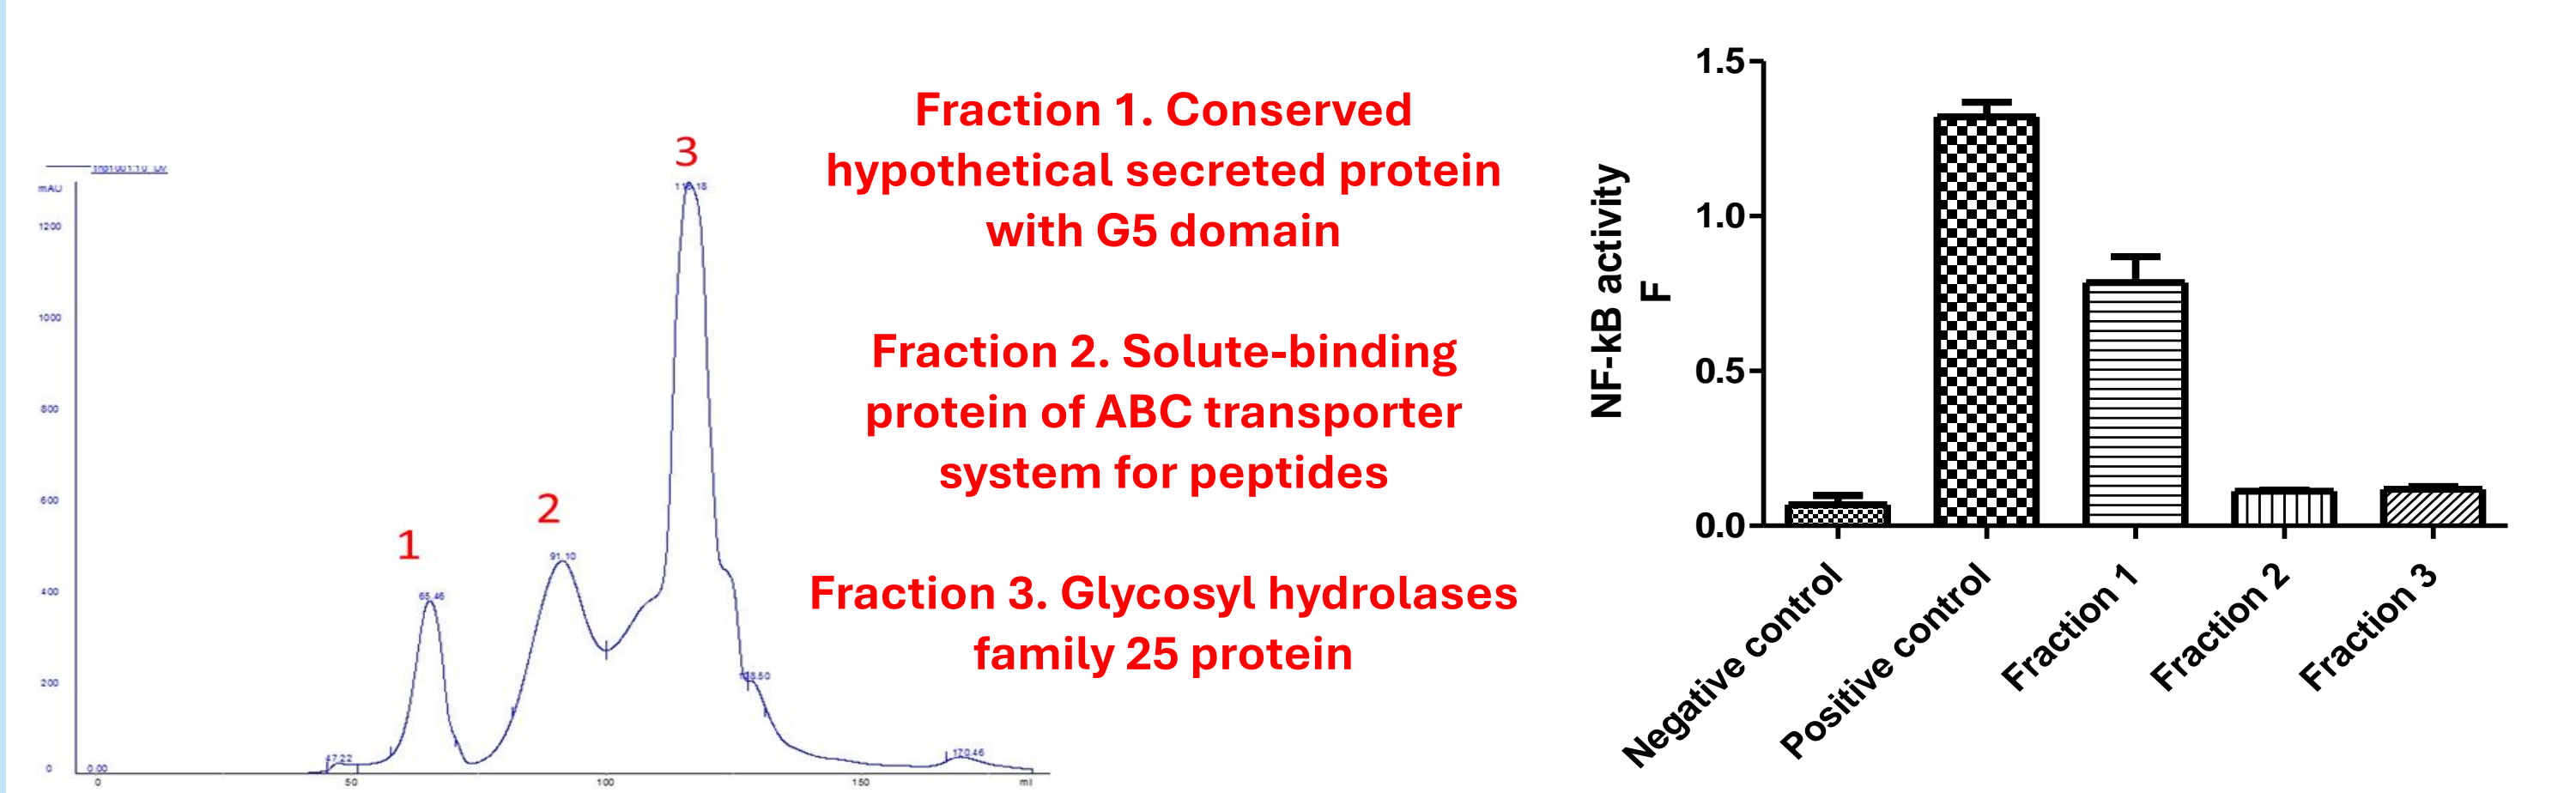 mAU
1200
1000
800
600
400
200
0
0.00
47.22
1
65.46
2
91.10
3
170.46
0
50
100
150
ml
Fraction 1. Conserved
hypothetical secreted protein
with G5 domain
Fraction 2. Solute-binding
protein of ABC transporter
system for peptides
Fraction 3. Glycosyl hydrolases
family 25 protein
NF-kB activity
F
1.5
1.0
0.5
0.0
Negative control
Positive control
Fraction 1
Fraction 2
Fraction 3